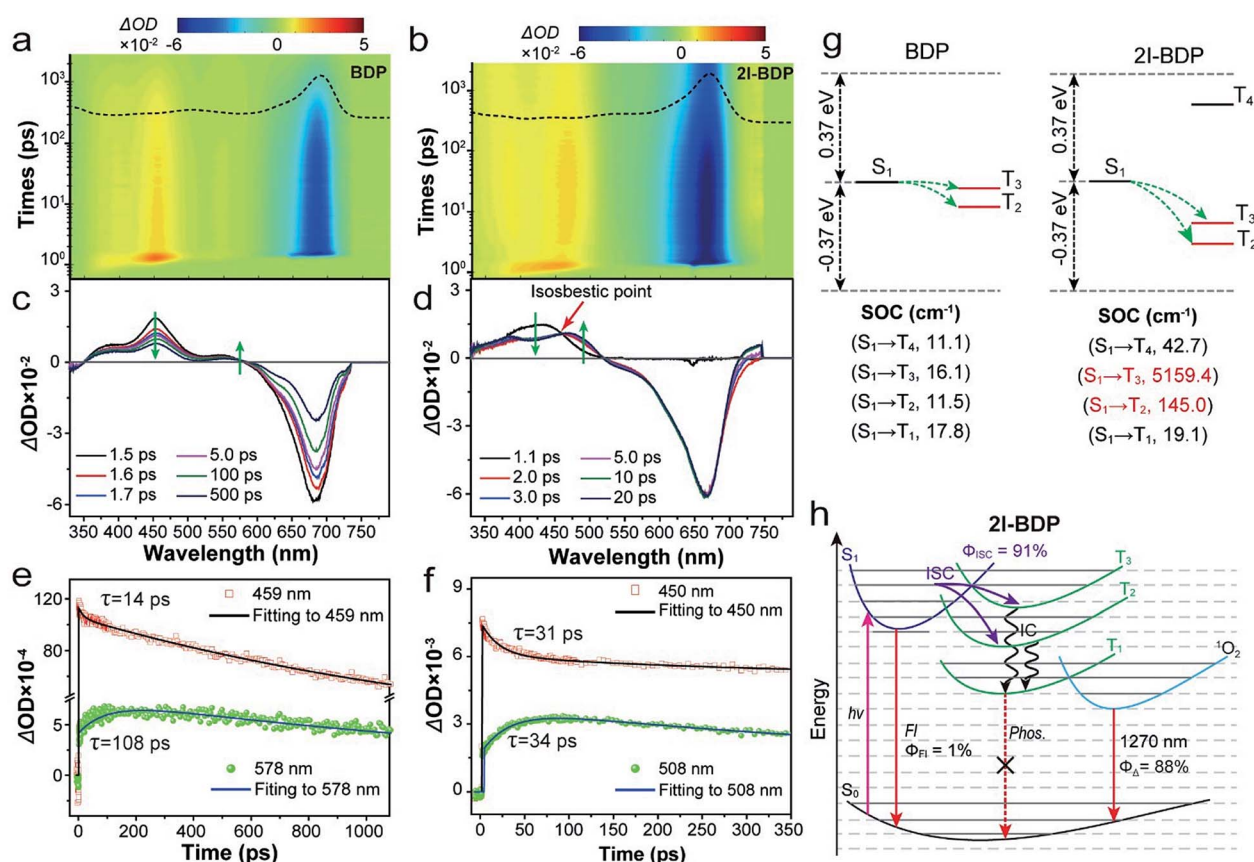 a
ΔOD
×10⁻²
-6
0
5
BDP
Times (ps)
10³
10²
10¹
10⁰
b
ΔOD
×10⁻²
-6
0
5
2I-BDP
Times (ps)
10³
10²
10¹
10⁰
c
ΔOD×10⁻²
3
0
-3
-6
1.5 ps
1.6 ps
1.7 ps
5.0 ps
100 ps
500 ps
350 400 450 500 550 600 650 700 750
Wavelength (nm)
d
Isosbestic point
ΔOD×10⁻²
3
0
-3
-6
1.1 ps
2.0 ps
3.0 ps
5.0 ps
10 ps
20 ps
350 400 450 500 550 600 650 700 750
Wavelength (nm)
e
ΔOD×10⁻⁴
120
80
5
0
τ=14 ps
459 nm
Fitting to 459 nm
τ=108 ps
578 nm
Fitting to 578 nm
0 200 400 600 800 1000
Time (ps)
f
ΔOD×10⁻³
9
6
3
0
τ=31 ps
450 nm
Fitting to 450 nm
τ=34 ps
508 nm
Fitting to 508 nm
0 50 100 150 200 250 300 350
Time (ps)
g
BDP
0.37 eV
-0.37 eV
S₁
T₃
T₂
SOC (cm⁻¹)
(S₁→T₄, 11.1)
(S₁→T₃, 16.1)
(S₁→T₂, 11.5)
(S₁→T₁, 17.8)
2I-BDP
0.37 eV
-0.37 eV
T₄
S₁
T₃
T₂
SOC (cm⁻¹)
(S₁→T₄, 42.7)
(S₁→T₃, 5159.4)
(S₁→T₂, 145.0)
(S₁→T₁, 19.1)
h
2I-BDP
Energy
S₁
Φ_ISC = 91%
ISC
T₃
T₂
IC
T₁
¹O₂
hv
Fl
Φ_Fl = 1%
Phos.
1270 nm
Φ_Δ = 88%
S₀